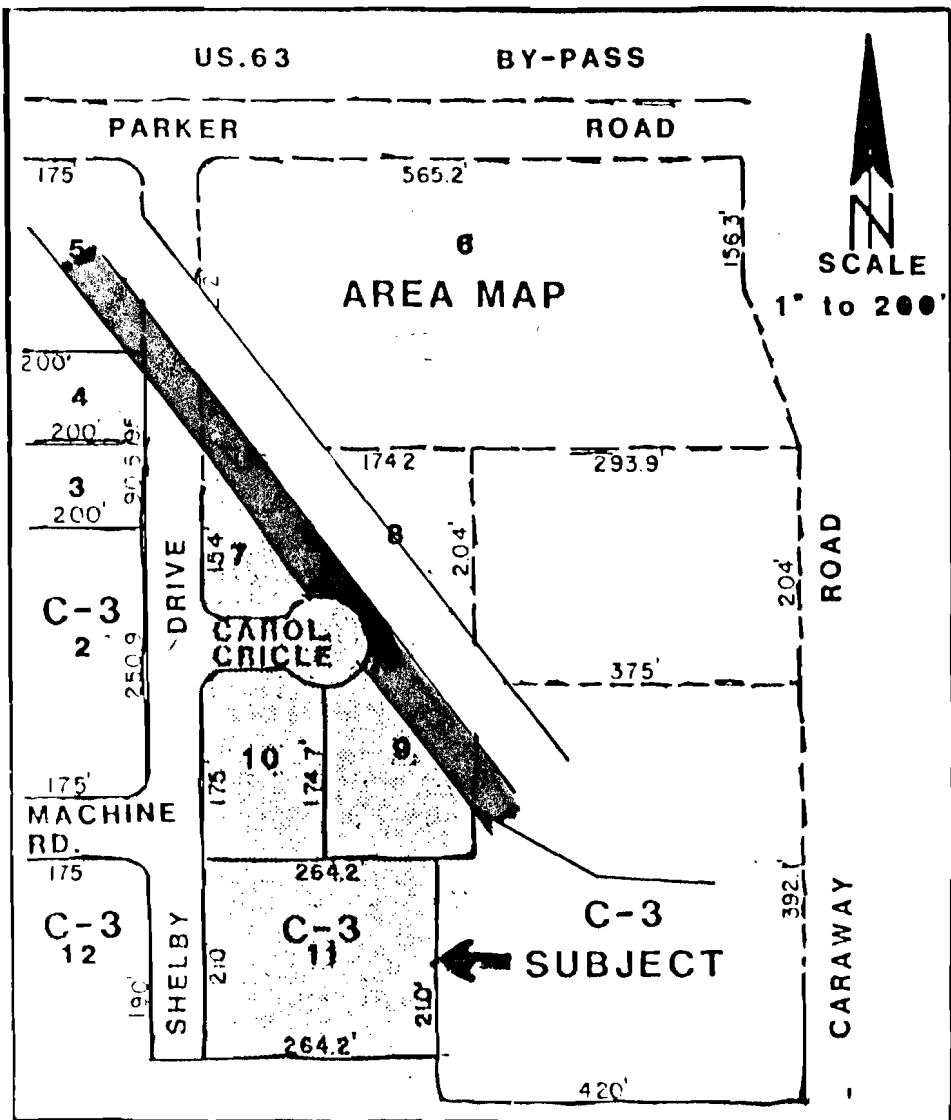 US.63 BY-PASS
PARKER ROAD
175'
565.2'
156.3'
N
SCALE
1" to 200'
5
6
AREA MAP
200'
4
200'
3
200'
90.5
174.2
293.9'
8
204'
204'
ROAD
154
7
DRIVE
C-3
2
250.9
CAROL
CRICLE
375'
10
9
175'
174.7'
175'
MACHINE
RD.
175
264.2'
C-3
12
190'
SHELBY
210
C-3
11
210'
C-3
SUBJECT
392.1'
CARAWAY
264.2'
420'